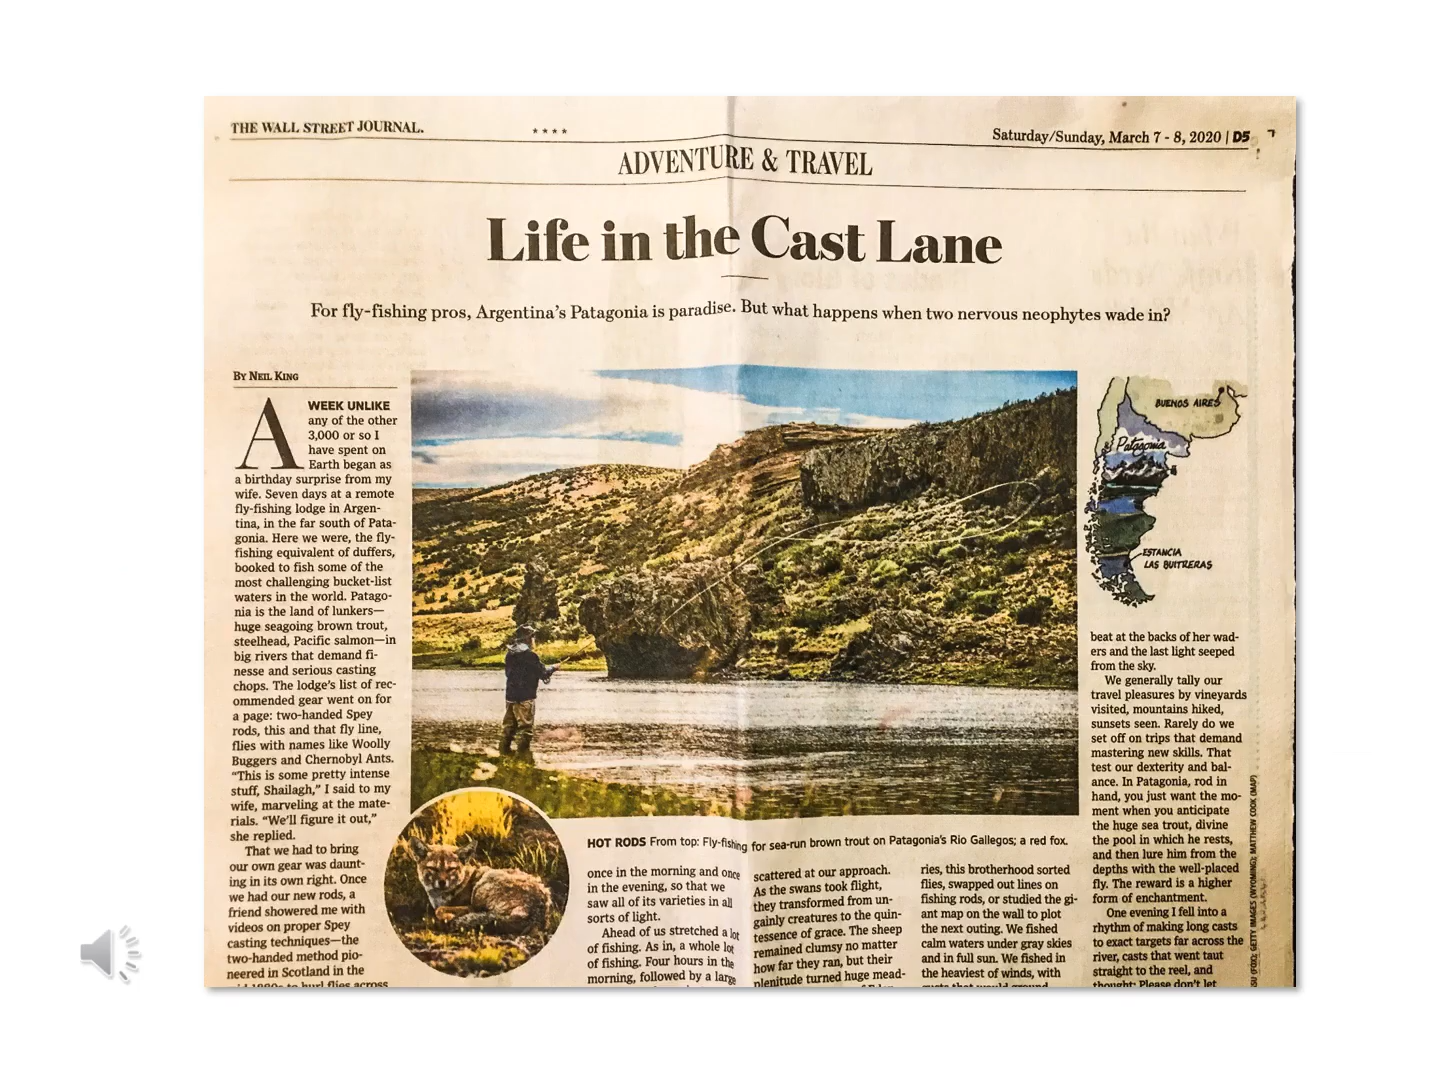 THE WALL STREET JOURNAL.
* * * *
Saturday/Sunday, March 7 - 8, 2020 | D5
ADVENTURE & TRAVEL
Life in the Cast Lane
For fly-fishing pros, Argentina's Patagonia is paradise. But what happens when two nervous neophytes wade in?
BY NEIL KING
A WEEK UNLIKE
any of the other
3,000 or so I
have spent on
Earth began as
a birthday surprise from my
wife. Seven days at a remote
fly-fishing lodge in Argen-
tina, in the far south of Pata-
gonia. Here we were, the fly-
fishing equivalent of duffers,
booked to fish some of the
most challenging bucket-list
waters in the world. Patago-
nia is the land of lunkers—
huge seagoing brown trout,
steelhead, Pacific salmon—in
big rivers that demand fi-
nesse and serious casting
chops. The lodge's list of rec-
ommended gear went on for
a page: two-handed Spey
rods, this and that fly line,
flies with names like Woolly
Buggers and Chernobyl Ants.
"This is some pretty intense
stuff, Shailagh," I said to my
wife, marveling at the mate-
rials. "We'll figure it out,"
she replied.
That we had to bring
our own gear was daunt-
ing in its own right. Once
we had our new rods, a
friend showered me with
videos on proper Spey
casting techniques—the
two-handed method pio-
neered in Scotland in the
to hurl flies across
HOT RODS From top: Fly-fishing for sea-run brown trout on Patagonia's Rio Gallegos; a red fox.
once in the morning and once
in the evening, so that we
saw all of its varieties in all
sorts of light.
Ahead of us stretched a lot
of fishing. As in, a whole lot
of fishing. Four hours in the
morning, followed by a large
scattered at our approach.
As the swans took flight,
they transformed from un-
gainly creatures to the quin-
tessence of grace. The sheep
remained clumsy no matter
how far they ran, but their
plenitude turned huge mead-
ries, this brotherhood sorted
flies, swapped out lines on
fishing rods, or studied the gi-
ant map on the wall to plot
the next outing. We fished
calm waters under gray skies
and in full sun. We fished in
the heaviest of winds, with
gusts that would
BUENOS AIRES
Patagonia
ESTANCIA
LAS BUITRERAS
beat at the backs of her wad-
ers and the last light seeped
from the sky.
We generally tally our
travel pleasures by vineyards
visited, mountains hiked,
sunsets seen. Rarely do we
set off on trips that demand
mastering new skills. That
test our dexterity and bal-
ance. In Patagonia, rod in
hand, you just want the mo-
ment when you anticipate
the huge sea trout, divine
the pool in which he rests,
and then lure him from the
depths with the well-placed
fly. The reward is a higher
form of enchantment.
One evening I fell into a
rhythm of making long casts
to exact targets far across the
river, casts that went taut
straight to the reel, and
thought: Please don't let
(FOX); GETTY IMAGES (WYOMING); MATTHEW COOK (MAP)